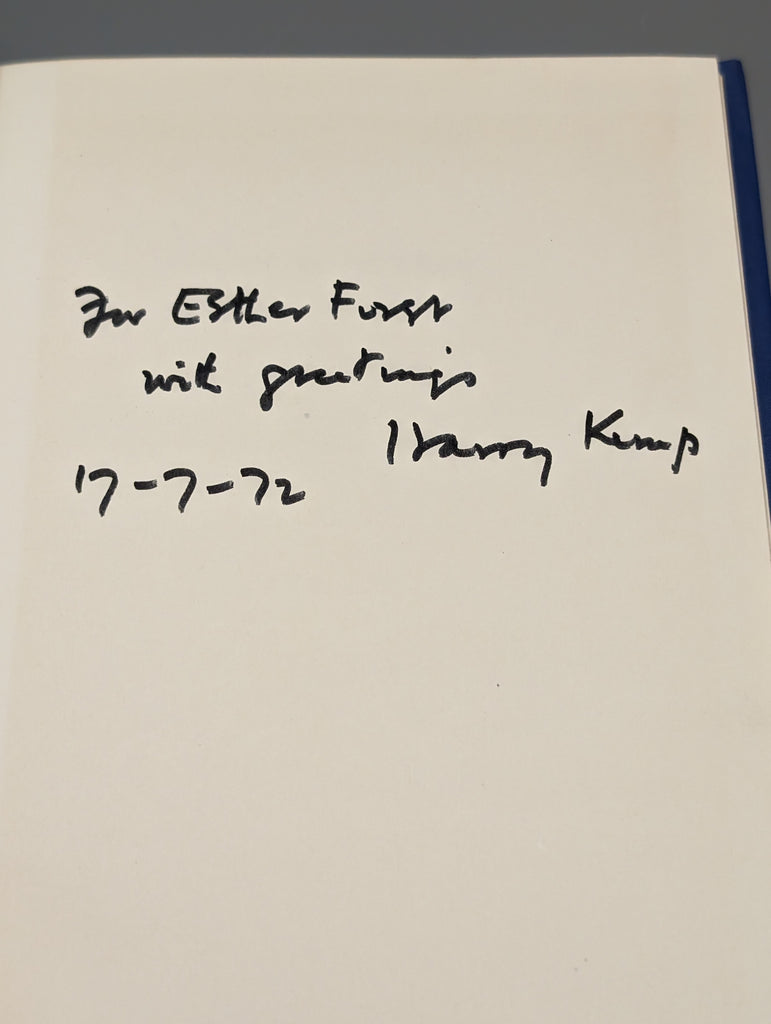 For Esther Forst
with greetings
Harry Kemp
17-7-72